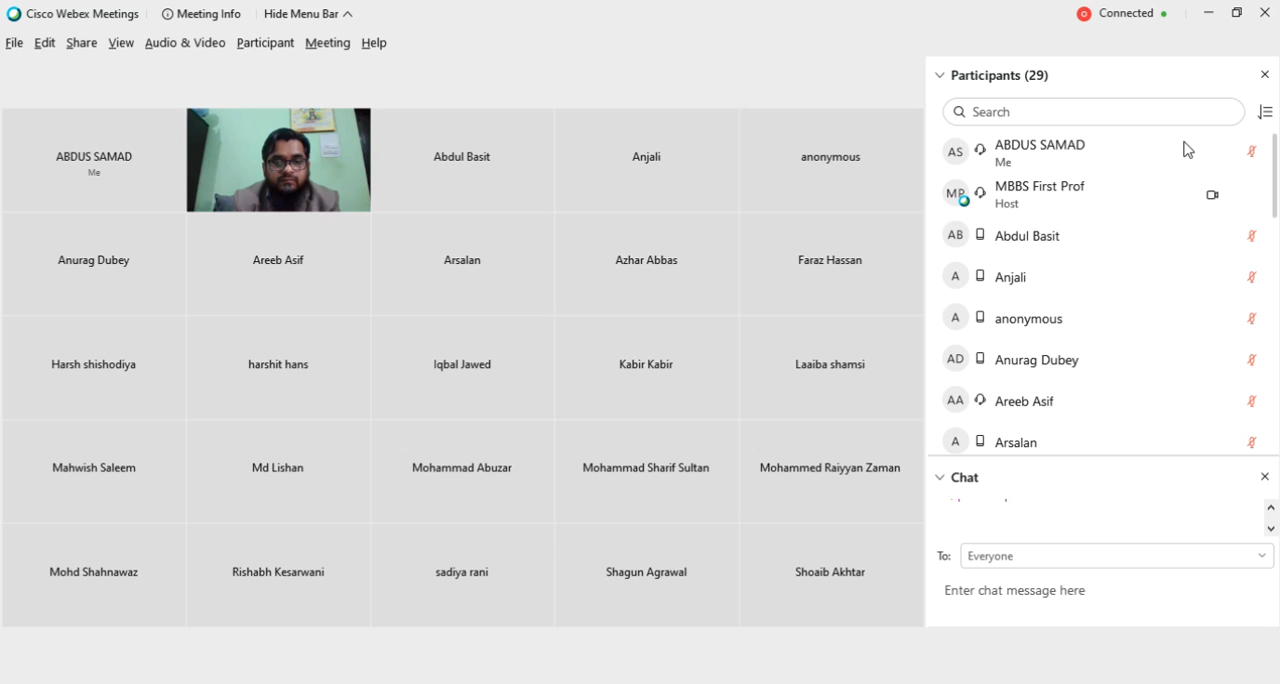 Cisco Webex Meetings Meeting Info Hide Menu Bar Connected
File Edit Share View Audio & Video Participant Meeting Help
ABDUS SAMAD
Me
Abdul Basit
Anjali
anonymous
Anurag Dubey
Areeb Asif
Arsalan
Azhar Abbas
Faraz Hassan
Harsh shishodiya
harshit hans
Iqbal Jawed
Kabir Kabir
Laaiba shamsi
Mahwish Saleem
Md Lishan
Mohammad Abuzar
Mohammad Sharif Sultan
Mohammed Raiyyan Zaman
Mohd Shahnawaz
Rishabh Kesarwani
sadiya rani
Shagun Agrawal
Shoaib Akhtar
Participants (29)
Search
AS ABDUS SAMAD
Me
MP MBBS First Prof
Host
AB Abdul Basit
A Anjali
A anonymous
AD Anurag Dubey
AA Areeb Asif
A Arsalan
Chat
To: Everyone
Enter chat message here